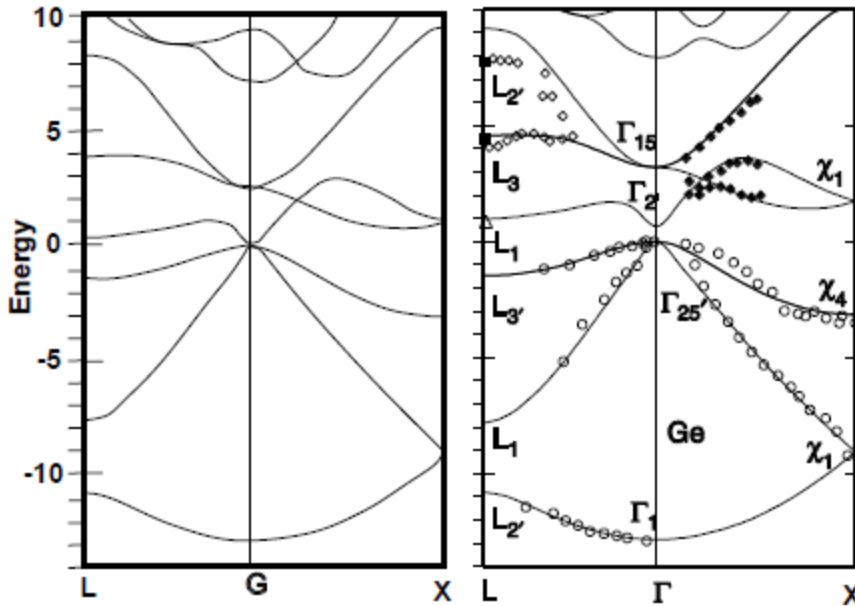 Energy
10
5
0
-5
-10
L G X
L₂′
L₃
L₁
L₃′
L₁
L₂′
Γ₁₅
Γ₂′
Γ₂₅′
Γ₁
Ge
χ₁
χ₄
χ₁
L Γ X